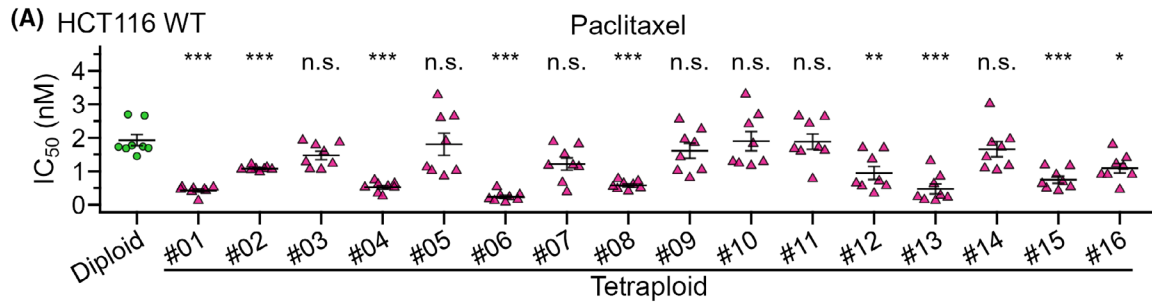 (A) HCT116 WT
Paclitaxel
*** *** n.s. *** n.s. *** n.s. *** n.s. n.s. n.s. ** *** n.s. *** *
IC50 (nM)
4
3
2
1
0
Diploid #01 #02 #03 #04 #05 #06 #07 #08 #09 #10 #11 #12 #13 #14 #15 #16
Tetraploid